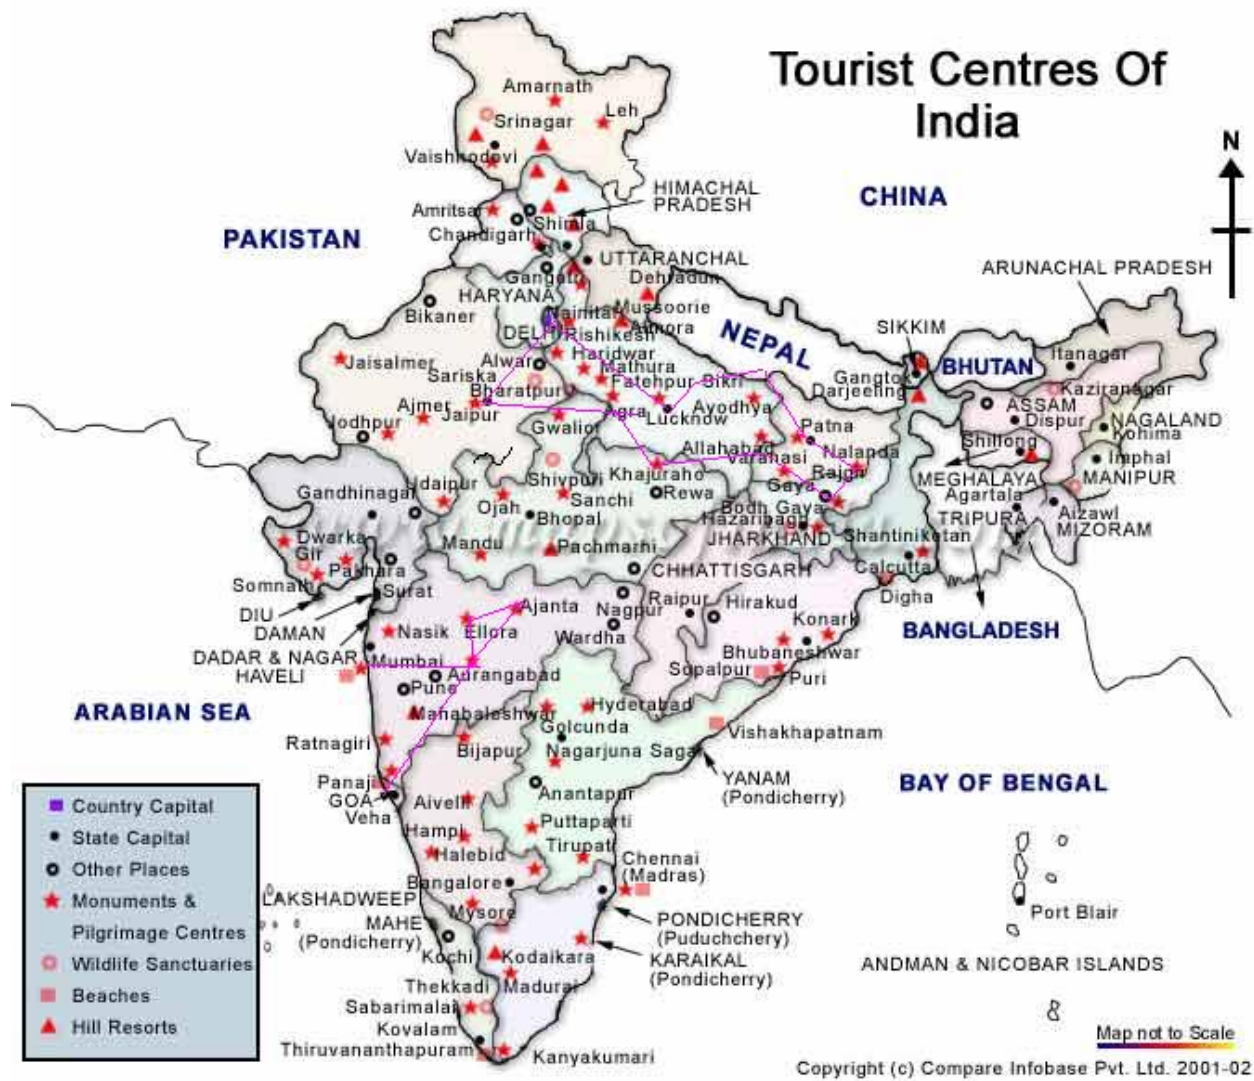 Tourist Centres Of
India
N
CHINA
PAKISTAN
NEPAL
BHUTAN
BANGLADESH
ARABIAN SEA
BAY OF BENGAL
Amarnath
Leh
Srinagar
Vaishnodovi
HIMACHAL
PRADESH
Amritsar
Shimla
Chandigarh
UTTARANCHAL
ARUNACHAL PRADESH
Gangotri
Dehradun
HARYANA
Bikaner
Nainital
Mussoorie
Almora
DELHI
Rishikesh
SIKKIM
Jaisalmer
Alwar
Haridwar
Itanagar
Sariska
Mathura
Gangtok
Bharatpur
Fatehpur Sikri
Darjeeling
Kaziranagar
Ajmer
Jaipur
Agra
Lucknow
Ayodhya
ASSAM
Dispur
NAGALAND
Kohima
Jodhpur
Gwalior
Patna
Shillong
Allahabad
Varanasi
Nalanda
Imphal
Khajuraho
Rajgir
MEGHALAYA
MANIPUR
Udaipur
Shivpuri
Gaya
Agartala
Gandhinagar
Ojah
Sanchi
Rewa
Bodh Gaya
TRIPURA
Aizawl
Bhopal
Hazaribagh
MIZORAM
Dwarka
Mandu
Pachmarhi
JHARKHAND
Shantiniketan
Gir
Pakhara
CHHATTISGARH
Calcutta
Somnath
Surat
Digha
DIU
DAMAN
Ajanta
Nagpur
Raipur
Hirakud
Nasik
Ellora
Wardha
Konark
DADAR & NAGAR
HAVELI
Mumbai
Bhubaneshwar
Aurangabad
Sopalpur
Puri
Pune
Mahabaleshwar
Hyderabad
Golcunda
Vishakhapatnam
Ratnagiri
Bijapur
Nagarjuna Sagar
Panaji
GOA
Veha
YANAM
(Pondicherry)
Aivelli
Anantapur
Hampi
Puttaparti
Halebid
Tirupati
Chennai
(Madras)
Bangalore
LAKSHADWEEP
Mysore
MAHE
(Pondicherry)
PONDICHERRY
(Puduchchery)
Port Blair
Kochi
Kodaikara
KARAIKAL
(Pondicherry)
ANDMAN & NICOBAR ISLANDS
Thekkadi
Madurai
Sabarimalai
Kovalam
Thiruvananthapuram
Kanyakumari
Country Capital
State Capital
Other Places
Monuments &
Pilgrimage Centres
Wildlife Sanctuaries
Beaches
Hill Resorts
Map not to Scale
Copyright (c) Compare Infobase Pvt. Ltd. 2001-02